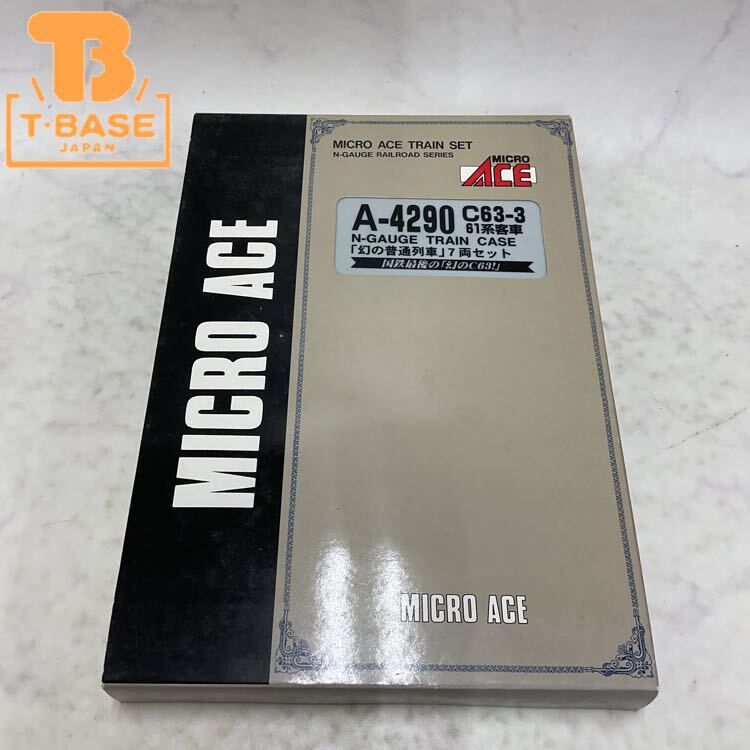 T-BASE
JAPAN
MICRO ACE TRAIN SET
N-GAUGE RAILROAD SERIES
MICRO
ACE
A-4290 C63-3
61系客車
N-GAUGE TRAIN CASE
「幻の普通列車」7両セット
国鉄最後の「幻のC63!」
MICRO ACE
MICRO ACE